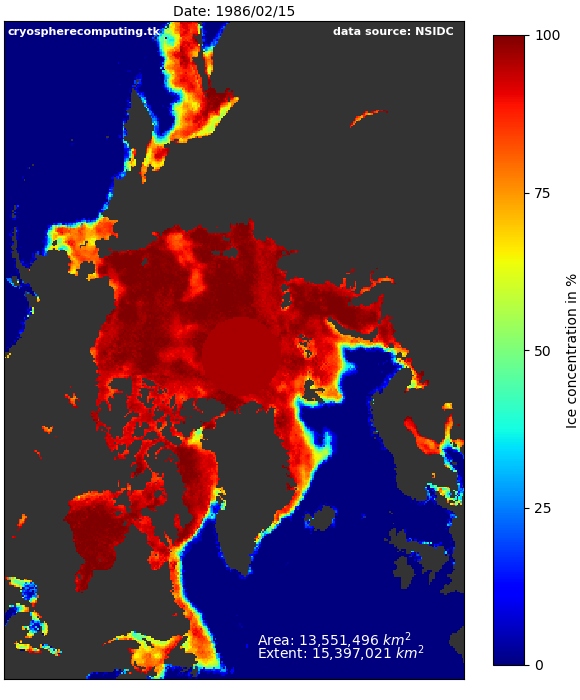 Date: 1986/02/15
cryospherecomputing.tk
data source: NSIDC
100
75
50
25
0
Ice concentration in %
Area: 13,551,496 km²
Extent: 15,397,021 km²